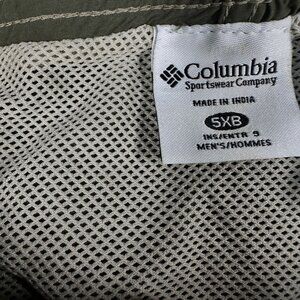 Columbia
Sportswear Company
MADE IN INDIA
5XB
INS/ENTR 9
MEN'S/HOMMES